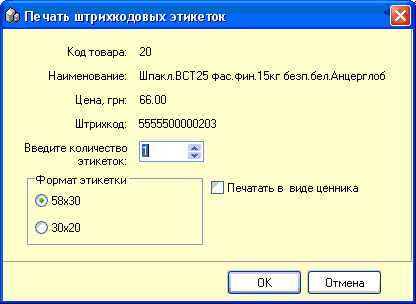 Печать штрихкодовых этикеток
Код товара: 20
Наименование: Шпакл.ВСТ25 фас.фин.15кг безп.бел.Анцерглоб
Цена, грн: 66.00
Штрихкод: 5555500000203
Введите количество
этикеток: 1
Формат этикетки
58x30
Печатать в виде ценника
30x20
OK
Отмена